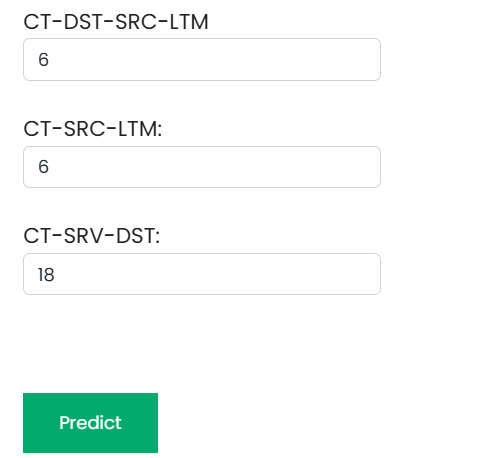 CT-DST-SRC-LTM
6
CT-SRC-LTM:
6
CT-SRV-DST:
18
Predict